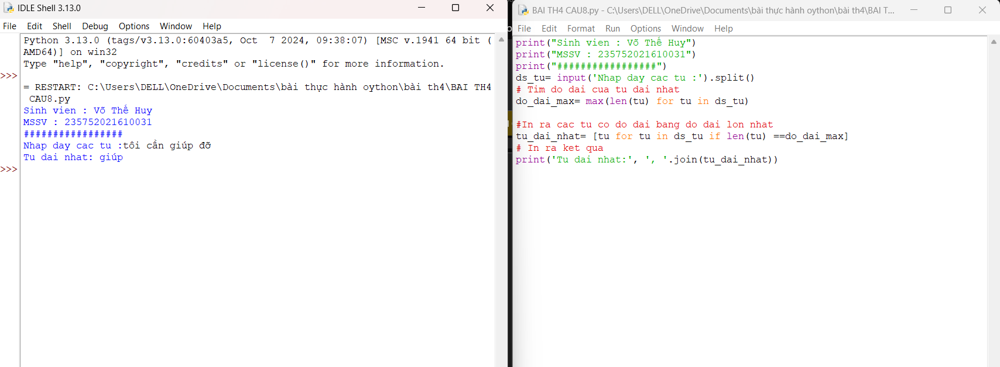 IDLE Shell 3.13.0
File Edit Shell Debug Options Window Help
Python 3.13.0 (tags/v3.13.0:60403a5, Oct  7 2024, 09:38:07) [MSC v.1941 64 bit (
AMD64)] on win32
Type "help", "copyright", "credits" or "license()" for more information.
>>>
= RESTART: C:\Users\DELL\OneDrive\Documents\bài thực hành oython\bài th4\BAI TH4
 CAU8.py
Sinh vien : Võ Thế Huy
MSSV : 235752021610031
#################
Nhap day cac tu :tôi cần giúp đỡ
Tu dai nhat: giúp
>>>
BAI TH4 CAU8.py - C:\Users\DELL\OneDrive\Documents\bài thực hành oython\bài th4\BAI T...
File Edit Format Run Options Window Help
print("Sinh vien : Võ Thế Huy")
print("MSSV : 235752021610031")
print("#################")
ds_tu= input('Nhap day cac tu :').split()
# Tim do dai cua tu dai nhat
do_dai_max= max(len(tu) for tu in ds_tu)
#In ra cac tu co do dai bang do dai lon nhat
tu_dai_nhat= [tu for tu in ds_tu if len(tu) ==do_dai_max]
# In ra ket qua
print('Tu dai nhat:', ', '.join(tu_dai_nhat))